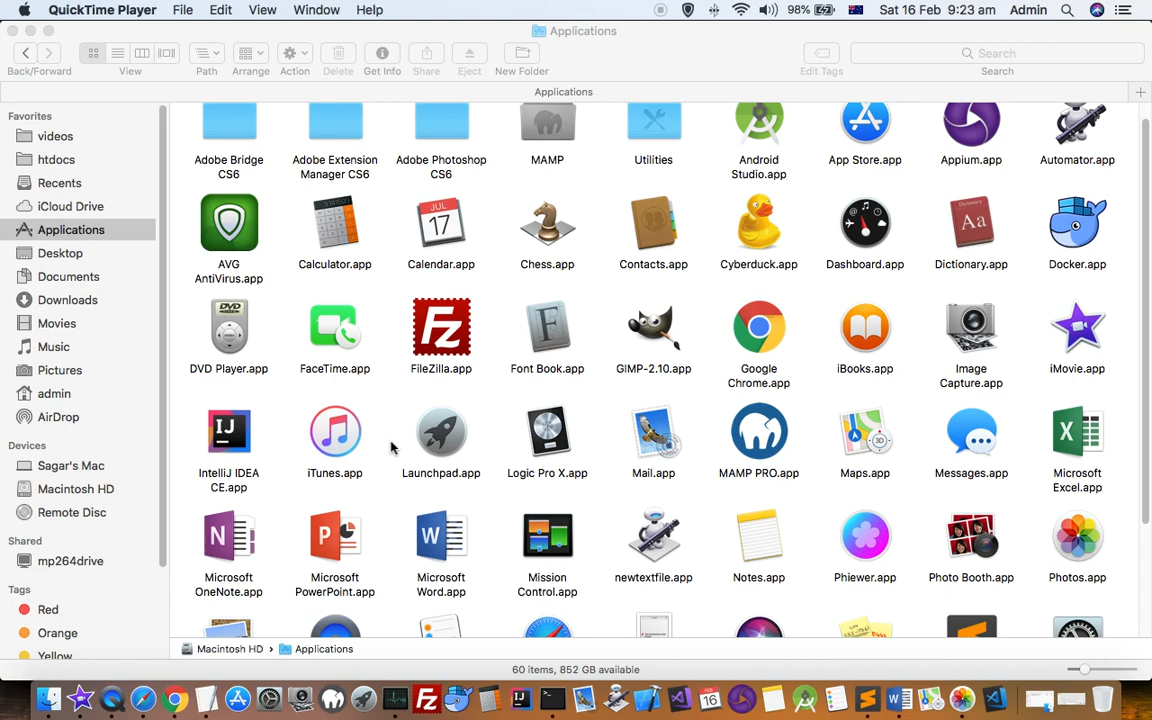 QuickTime Player File Edit View Window Help 98% Sat 16 Feb 9:23 am Admin
Applications
Back/Forward View Path Arrange Action Delete Get Info Share Eject New Folder Edit Tags Search
Search
Applications
Favorites
videos
htdocs
Recents
iCloud Drive
Applications
Desktop
Documents
Downloads
Movies
Music
Pictures
admin
AirDrop
Devices
Sagar's Mac
Macintosh HD
Remote Disc
Shared
mp264drive
Tags
Red
Orange
Yellow
Adobe Bridge CS6
Adobe Extension Manager CS6
Adobe Photoshop CS6
MAMP
Utilities
Android Studio.app
App Store.app
Appium.app
Automator.app
AVG AntiVirus.app
Calculator.app
JUL
17
Calendar.app
Chess.app
Contacts.app
Cyberduck.app
Dashboard.app
Dictionary
Aa
Dictionary.app
Docker.app
DVD
DVD Player.app
FaceTime.app
Fz
FileZilla.app
F
Font Book.app
GIMP-2.10.app
Google Chrome.app
iBooks.app
Image Capture.app
iMovie.app
IJ
IntelliJ IDEA CE.app
iTunes.app
Launchpad.app
Logic Pro X.app
Mail.app
MAMP PRO.app
3D
Maps.app
Messages.app
X
Microsoft Excel.app
N
Microsoft OneNote.app
P
Microsoft PowerPoint.app
W
Microsoft Word.app
Mission Control.app
newtextfile.app
Notes.app
Phiewer.app
Photo Booth.app
Photos.app
Macintosh HD › Applications
60 items, 852 GB available